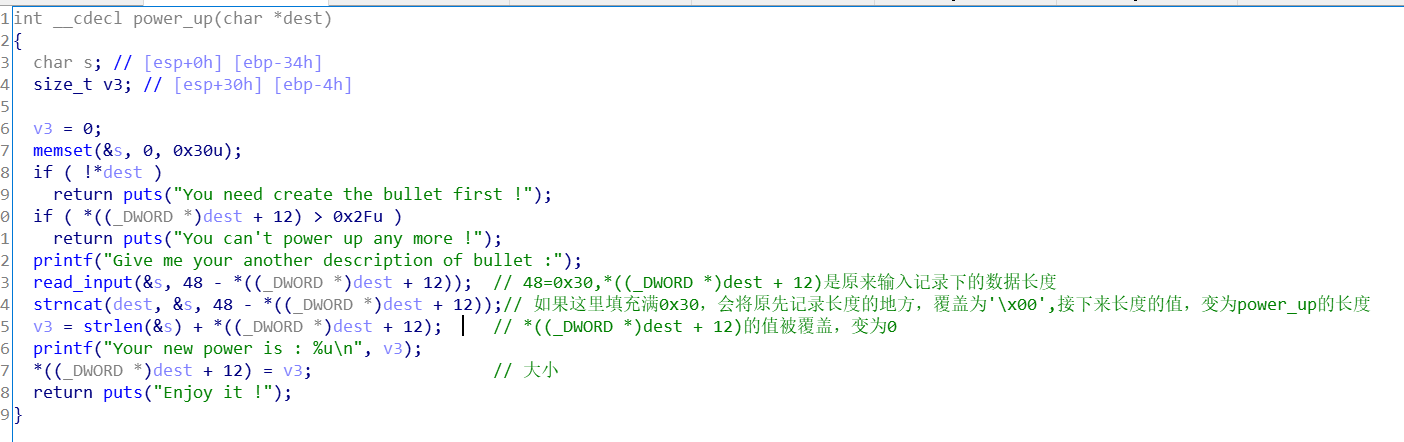 1 int __cdecl power_up(char *dest)
2 {
3 char s; // [esp+0h] [ebp-34h]
4 size_t v3; // [esp+30h] [ebp-4h]
5
6 v3 = 0;
7 memset(&s, 0, 0x30u);
8 if ( !*dest )
9 return puts("You need create the bullet first !");
0 if ( *((_DWORD *)dest + 12) > 0x2Fu )
1 return puts("You can't power up any more !");
2 printf("Give me your another description of bullet :");
3 read_input(&s, 48 - *((_DWORD *)dest + 12)); // 48=0x30,*((_DWORD *)dest + 12)是原来输入记录下的数据长度
4 strncat(dest, &s, 48 - *((_DWORD *)dest + 12));// 如果这里填充满0x30，会将原先记录长度的地方，覆盖为'\x00',接下来长度的值，变为power_up的长度
5 v3 = strlen(&s) + *((_DWORD *)dest + 12); // *((_DWORD *)dest + 12)的值被覆盖，变为0
6 printf("Your new power is : %u\n", v3);
7 *((_DWORD *)dest + 12) = v3; // 大小
8 return puts("Enjoy it !");
9 }